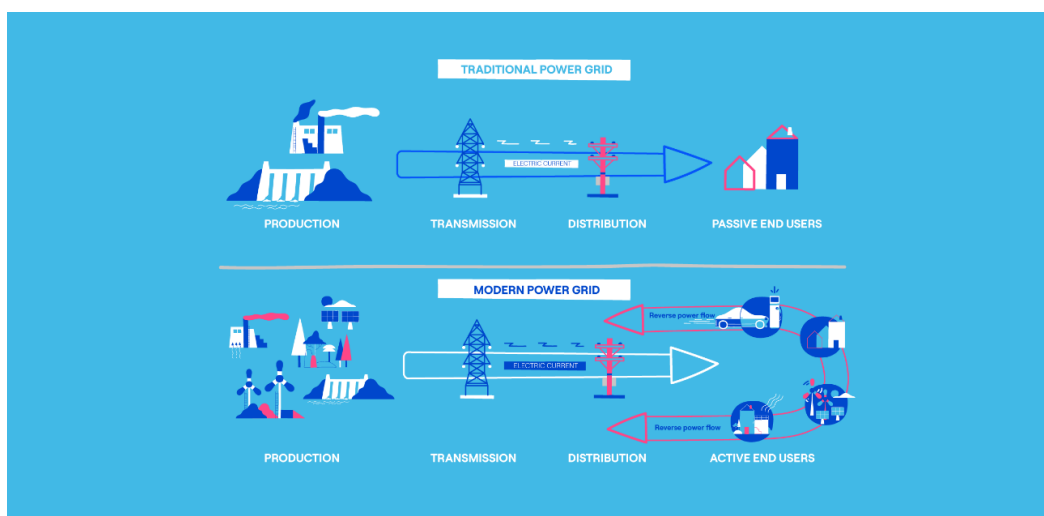 TRADITIONAL POWER GRID
ELECTRIC CURRENT
PRODUCTION
TRANSMISSION
DISTRIBUTION
PASSIVE END USERS
MODERN POWER GRID
Reverse power flow
ELECTRIC CURRENT
Reverse power flow
PRODUCTION
TRANSMISSION
DISTRIBUTION
ACTIVE END USERS